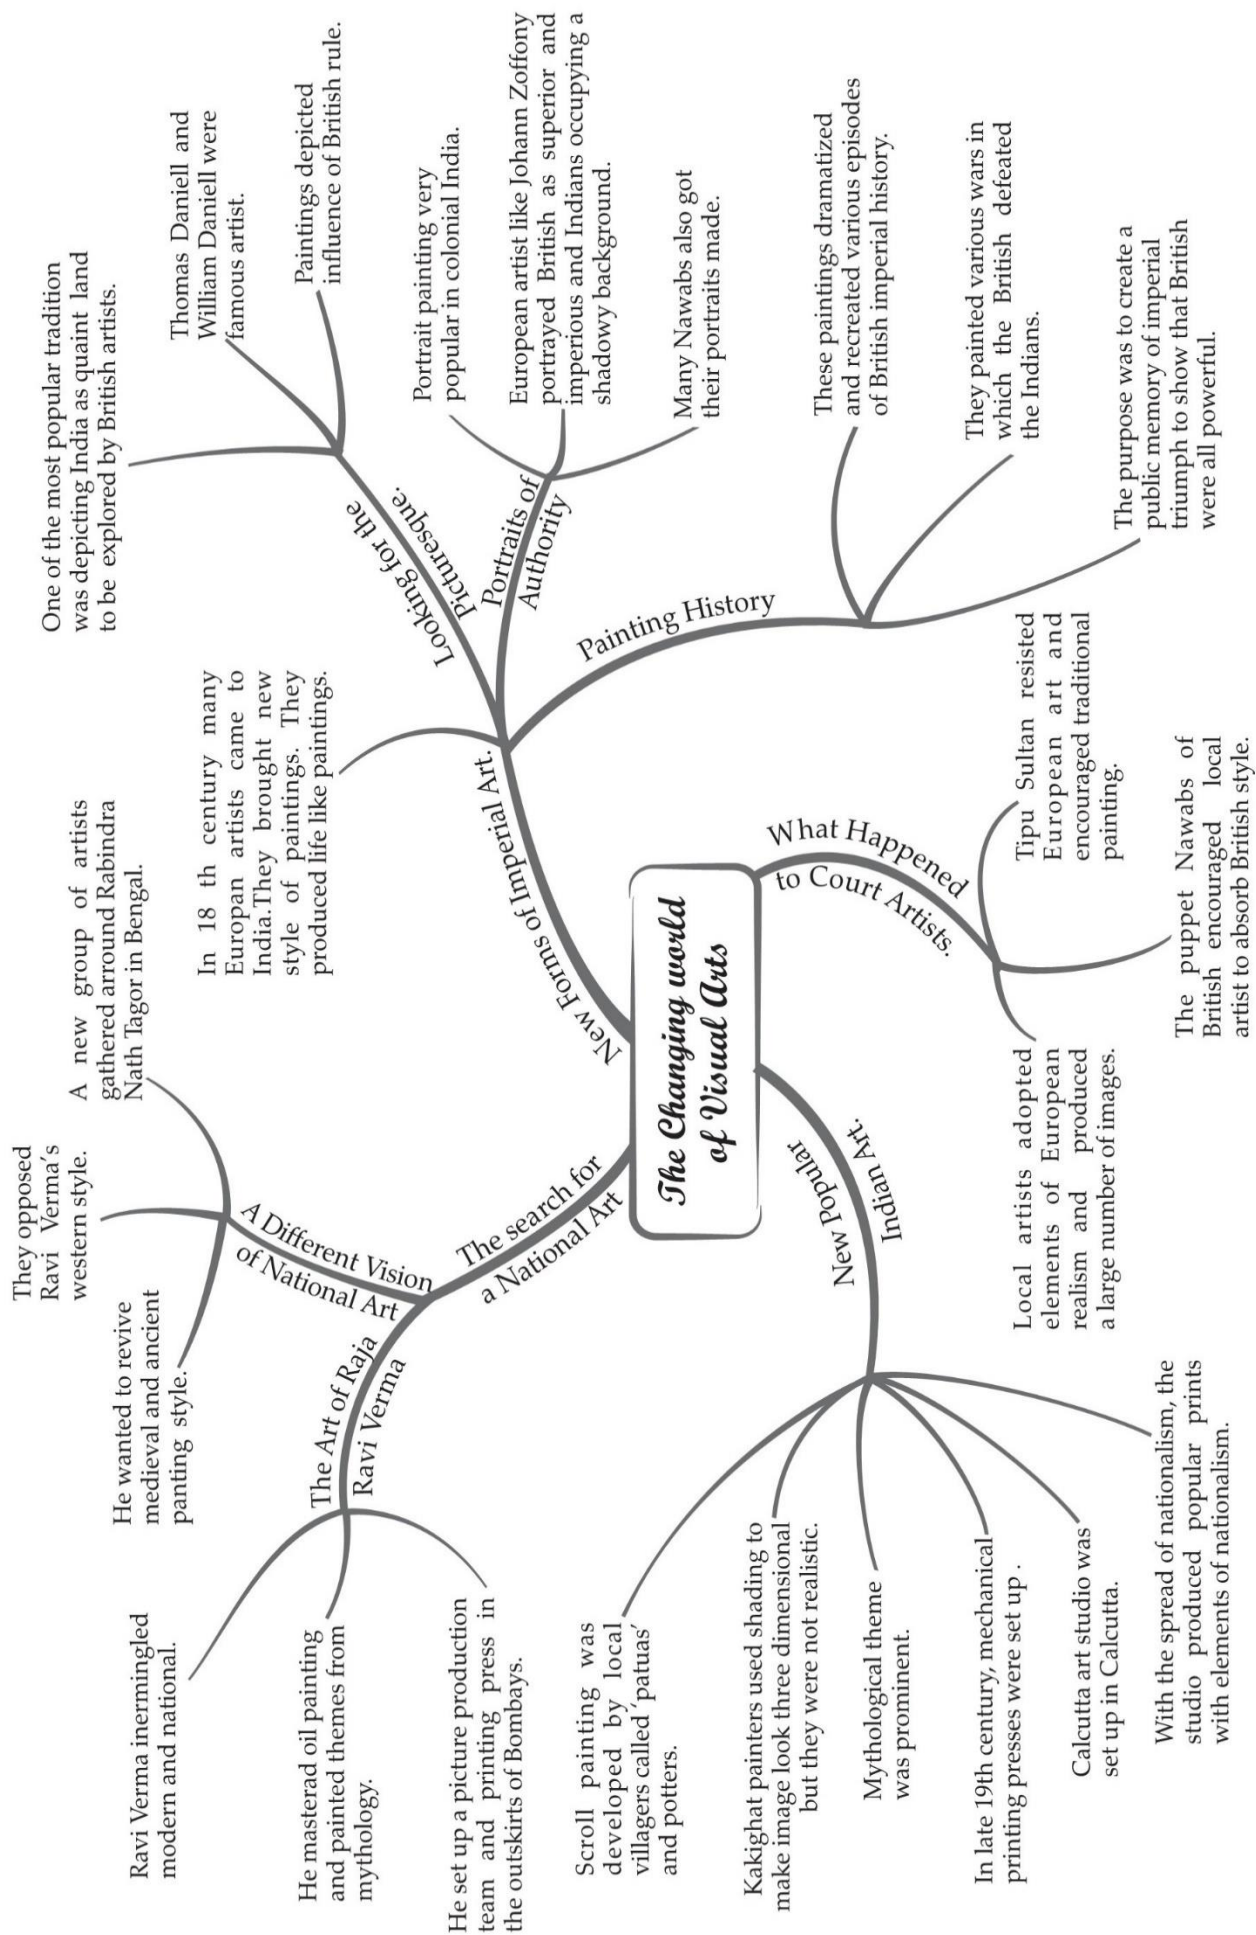 The Changing world
of Visual Arts
New Forms of Imperial Art.
In 18 th century many
Europan artists came to
India.They brought new
style of paintings. They
produced life like paintings.
Looking for the
Picturesque.
One of the most popular tradition
was depicting India as quaint land
to be explored by British artists.
Thomas Daniell and
William Daniell were
famous artist.
Paintings depicted
influence of British rule.
Portraits of
Authority
Portrait painting very
popular in colonial India.
European artist like Johann Zoffony
portrayed British as superior and
imperious and Indians occupying a
shadowy background.
Many Nawabs also got
their portraits made.
Painting History
These paintings dramatized
and recreated various episodes
of British imperial history.
They painted various wars in
which the British defeated
the Indians.
The purpose was to create a
public memory of imperial
triumph to show that British
were all powerful.
What Happened
to Court Artists.
Tipu Sultan resisted
European art and
encouraged traditional
painting.
The puppet Nawabs of
British encouraged local
artist to absorb British style.
Local artists adopted
elements of European
realism and produced
a large number of images.
New Popular
Indian Art.
Scroll painting was
developed by local
villagers called ‘patuas’
and potters.
Kakighat painters used shading to
make image look three dimensional
but they were not realistic.
Mythological theme
was prominent.
In late 19th century, mechanical
printing presses were set up .
Calcutta art studio was
set up in Calcutta.
With the spread of nationalism, the
studio produced popular prints
with elements of nationalism.
The search for
a National Art
The Art of Raja
Ravi Verma
Ravi Verma inermingled
modern and national.
He masterad oil painting
and painted themes from
mythology.
He set up a picture production
team and printing press in
the outskirts of Bombays.
A Different Vision
of National Art
He wanted to revive
medieval and ancient
panting style.
They opposed
Ravi Verma’s
western style.
A new group of artists
gathered arround Rabindra
Nath Tagor in Bengal.